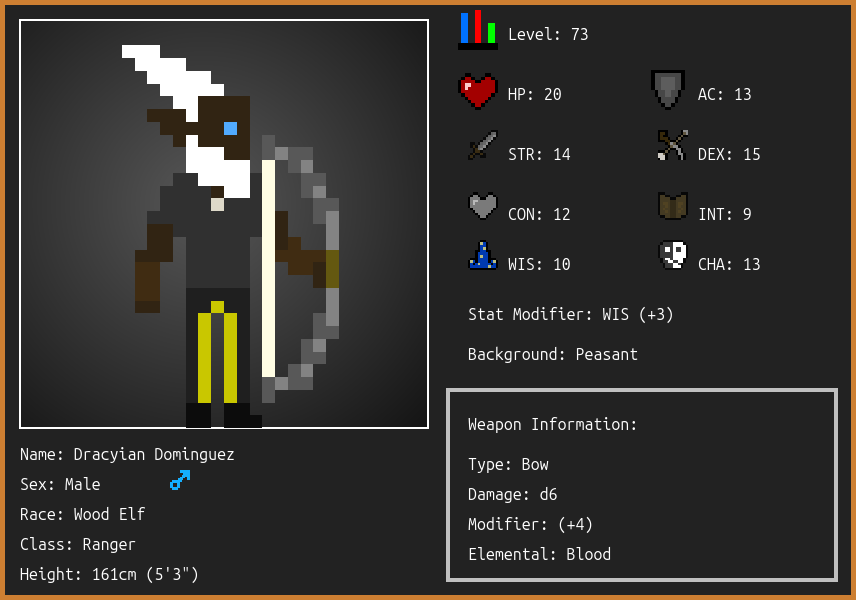 Level: 73
HP: 20
AC: 13
STR: 14
DEX: 15
CON: 12
INT: 9
WIS: 10
CHA: 13
Stat Modifier: WIS (+3)
Background: Peasant
Weapon Information:
Type: Bow
Damage: d6
Modifier: (+4)
Elemental: Blood
Name: Dracyian Dominguez
Sex: Male
Race: Wood Elf
Class: Ranger
Height: 161cm (5'3")